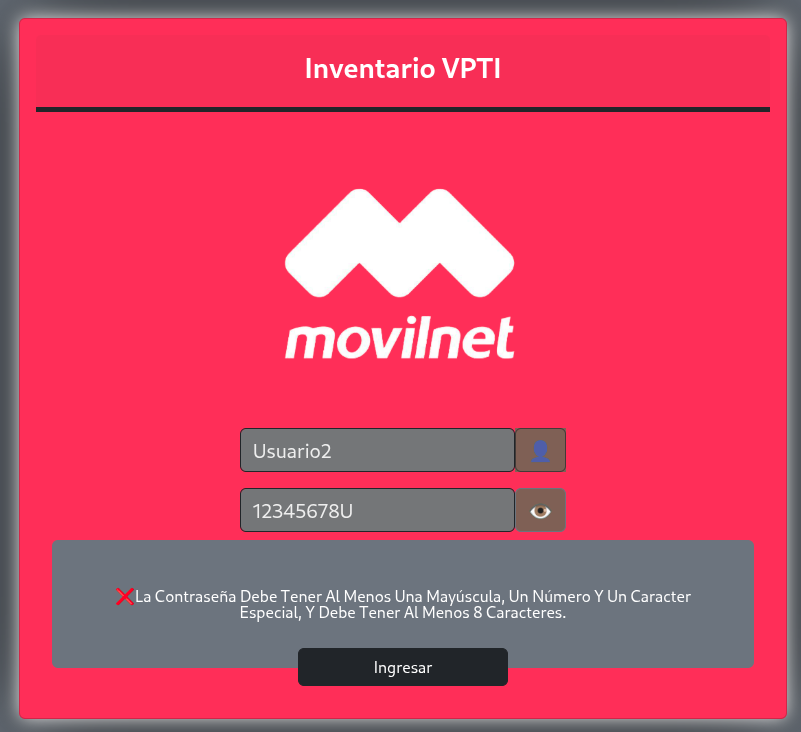 Inventario VPTI
movilnet
Usuario2
12345678U
❌La Contraseña Debe Tener Al Menos Una Mayúscula, Un Número Y Un Caracter
Especial, Y Debe Tener Al Menos 8 Caracteres.
Ingresar